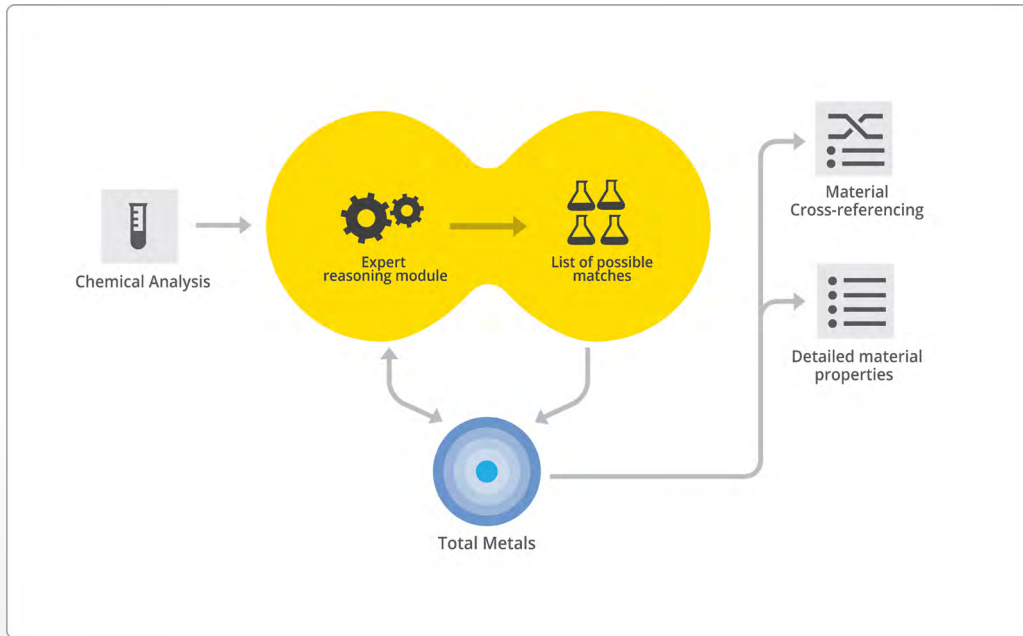 Chemical Analysis
Expert
reasoning module
List of possible
matches
Total Metals
Material
Cross-referencing
Detailed material
properties